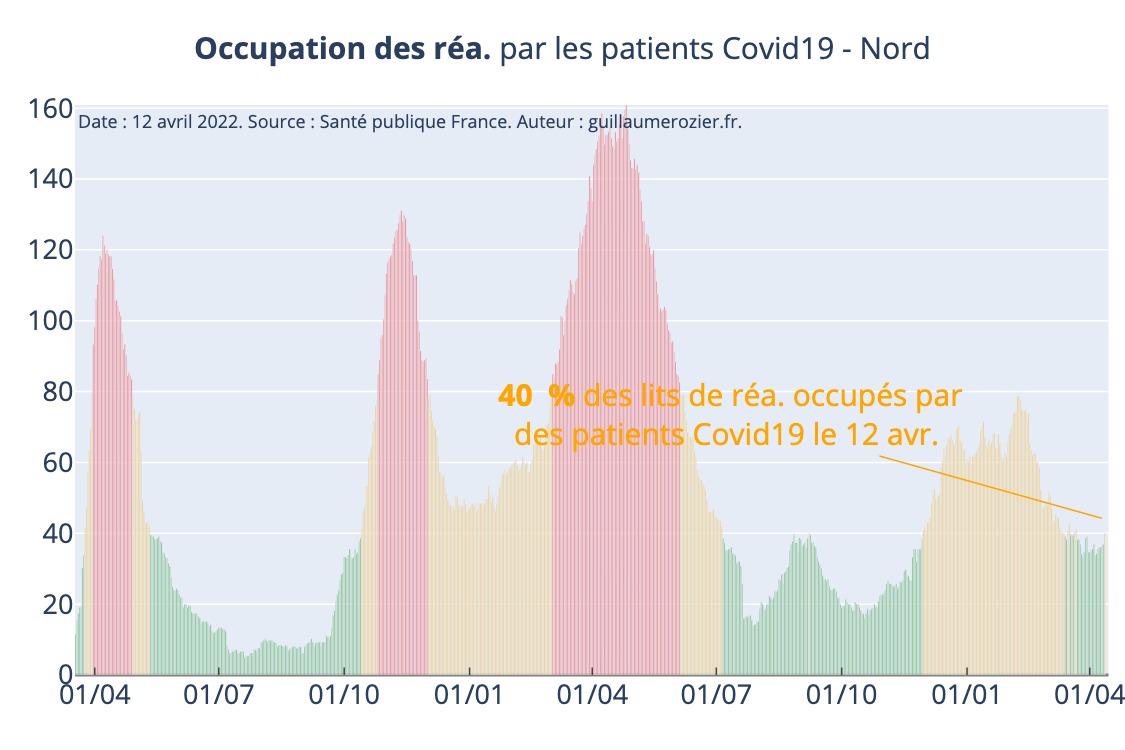 Occupation des réa. par les patients Covid19 - Nord
160
Date : 12 avril 2022. Source : Santé publique France. Auteur : guillaumerozier.fr.
140
120
100
80
40 % des lits de réa. occupés par
des patients Covid19 le 12 avr.
60
40
20
0
01/04 01/07 01/10 01/01 01/04 01/07 01/10 01/01 01/04